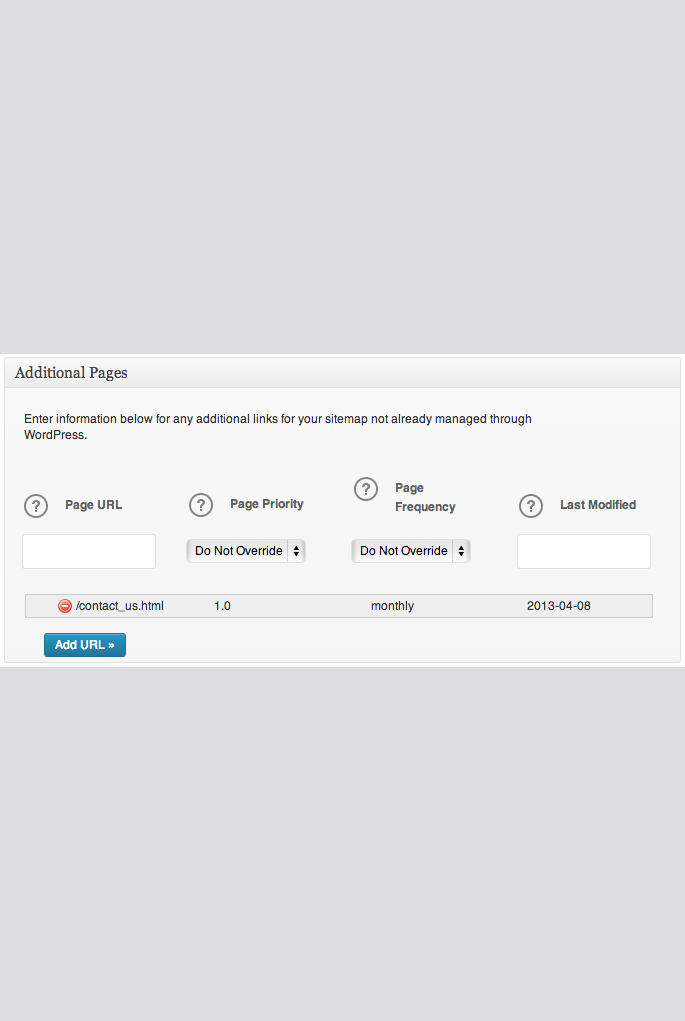 Additional Pages
Enter information below for any additional links for your sitemap not already managed through
WordPress.
? Page URL
? Page Priority
? Page
Frequency
? Last Modified
Do Not Override
Do Not Override
/contact_us.html 1.0 monthly 2013-04-08
Add URL »